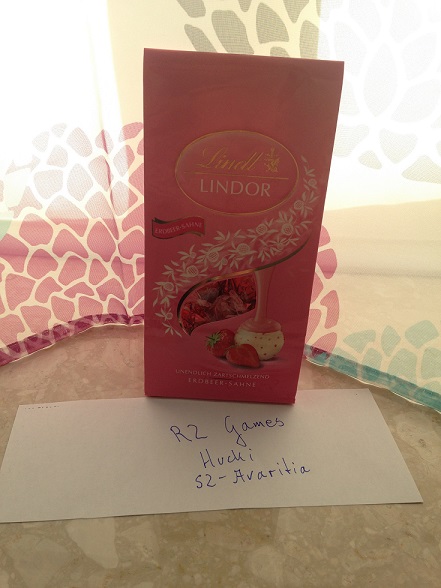 Lindt
LINDOR
ERDBEER-SAHNE
UNENDLICH ZARTSCHMELZEND
ERDBEER-SAHNE
R2 Games
Huchi
S2-Avaritia